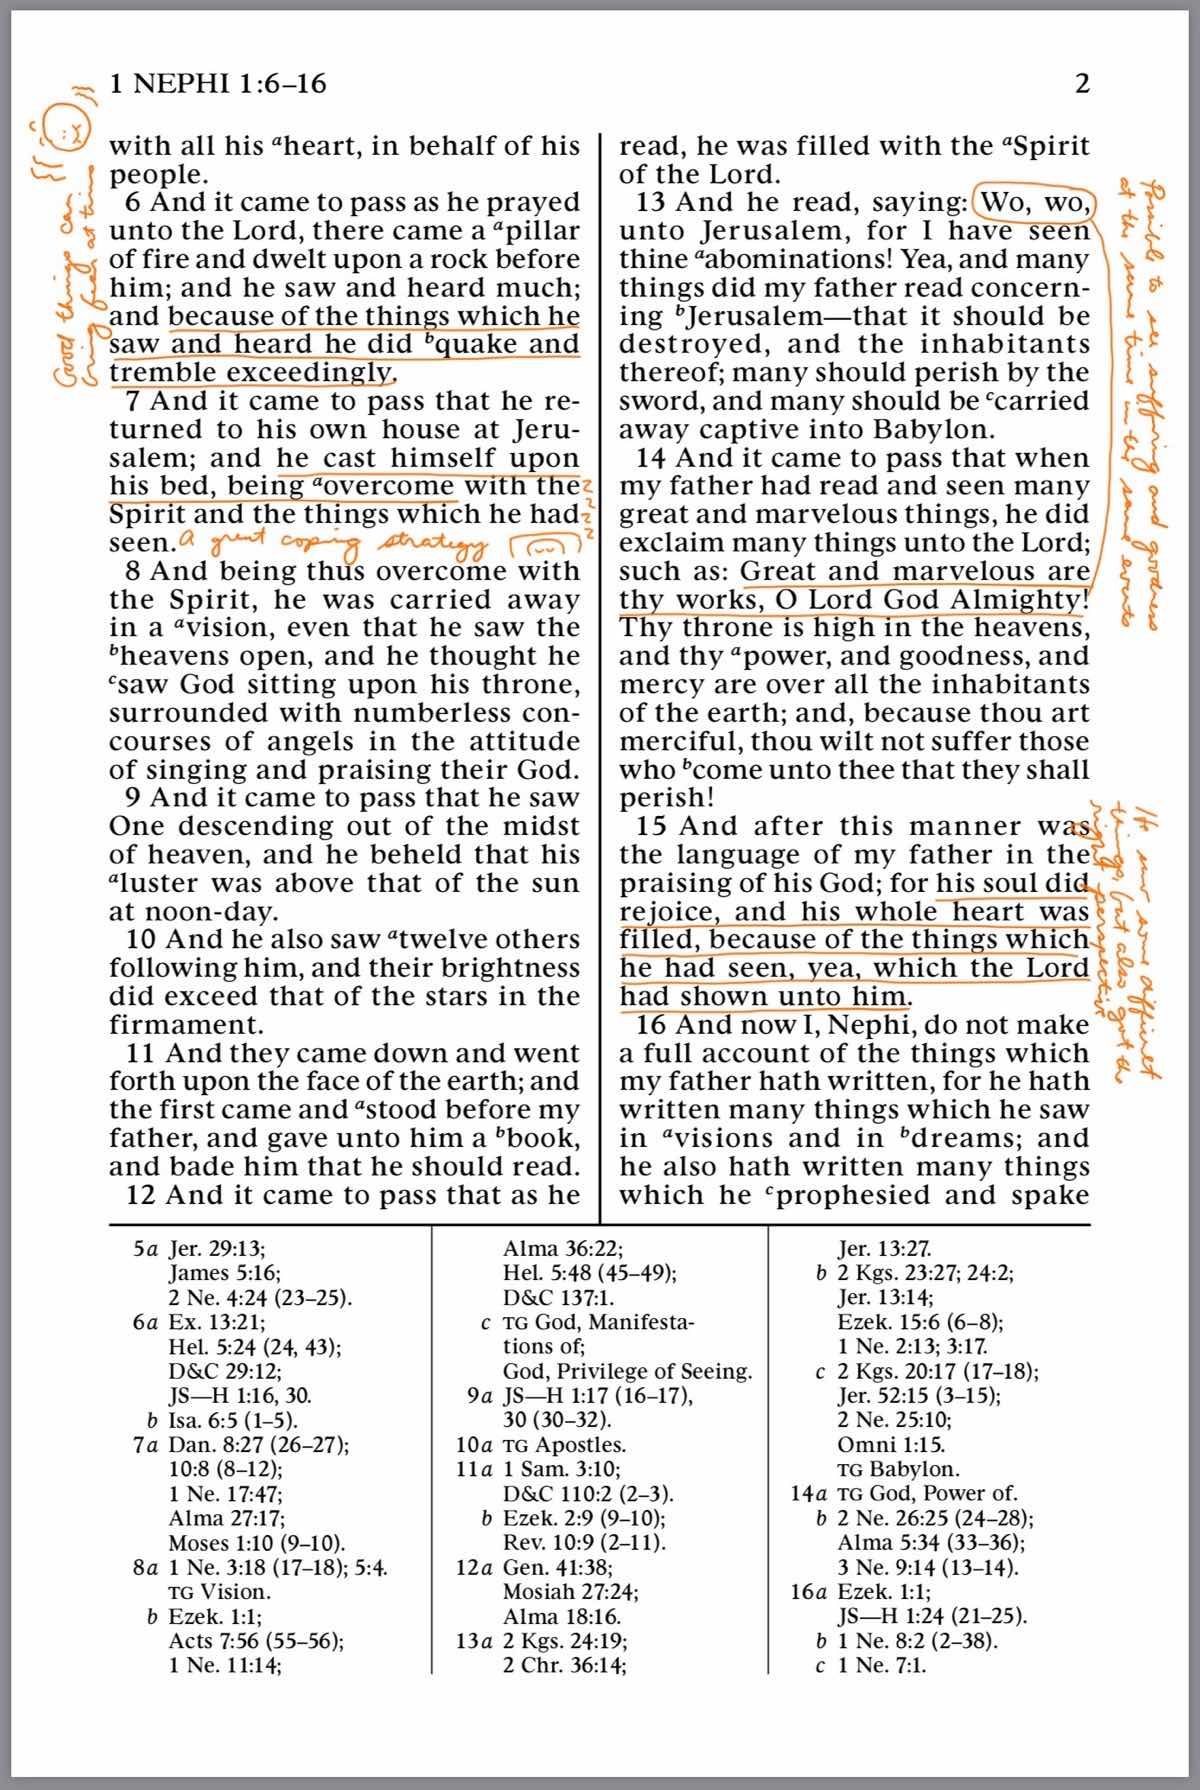 1 NEPHI 1:6–16
2
with all his aheart, in behalf of his
people.
6 And it came to pass as he prayed
unto the Lord, there came a apillar
of fire and dwelt upon a rock before
him; and he saw and heard much;
and because of the things which he
saw and heard he did bquake and
tremble exceedingly.
7 And it came to pass that he re-
turned to his own house at Jeru-
salem; and he cast himself upon
his bed, being aovercome with the
Spirit and the things which he had
seen.
A great coping strategy
8 And being thus overcome with
the Spirit, he was carried away
in a avision, even that he saw the
bheavens open, and he thought he
csaw God sitting upon his throne,
surrounded with numberless con-
courses of angels in the attitude
of singing and praising their God.
9 And it came to pass that he saw
One descending out of the midst
of heaven, and he beheld that his
aluster was above that of the sun
at noon-day.
10 And he also saw atwelve others
following him, and their brightness
did exceed that of the stars in the
firmament.
11 And they came down and went
forth upon the face of the earth; and
the first came and astood before my
father, and gave unto him a bbook,
and bade him that he should read.
12 And it came to pass that as he
Good things can
bring fear at times
read, he was filled with the aSpirit
of the Lord.
13 And he read, saying: Wo, wo,
unto Jerusalem, for I have seen
thine aabominations! Yea, and many
things did my father read concern-
ing bJerusalem—that it should be
destroyed, and the inhabitants
thereof; many should perish by the
sword, and many should be ccarried
away captive into Babylon.
14 And it came to pass that when
my father had read and seen many
great and marvelous things, he did
exclaim many things unto the Lord;
such as: Great and marvelous are
thy works, O Lord God Almighty!
Thy throne is high in the heavens,
and thy apower, and goodness, and
mercy are over all the inhabitants
of the earth; and, because thou art
merciful, thou wilt not suffer those
who bcome unto thee that they shall
perish!
15 And after this manner was
the language of my father in the
praising of his God; for his soul did
rejoice, and his whole heart was
filled, because of the things which
he had seen, yea, which the Lord
had shown unto him.
16 And now I, Nephi, do not make
a full account of the things which
my father hath written, for he hath
written many things which he saw
in avisions and in bdreams; and
he also hath written many things
which he cprophesied and spake
Possible to see suffering and goodness
at the same time in the same events
He saw some difficult
things, but also got the
right perspective
5a Jer. 29:13;
James 5:16;
2 Ne. 4:24 (23–25).
6a Ex. 13:21;
Hel. 5:24 (24, 43);
D&C 29:12;
JS—H 1:16, 30.
b Isa. 6:5 (1–5).
7a Dan. 8:27 (26–27);
10:8 (8–12);
1 Ne. 17:47;
Alma 27:17;
Moses 1:10 (9–10).
8a 1 Ne. 3:18 (17–18); 5:4.
TG Vision.
b Ezek. 1:1;
Acts 7:56 (55–56);
1 Ne. 11:14;
Alma 36:22;
Hel. 5:48 (45–49);
D&C 137:1.
c TG God, Manifesta-
tions of;
God, Privilege of Seeing.
9a JS—H 1:17 (16–17),
30 (30–32).
10a TG Apostles.
11a 1 Sam. 3:10;
D&C 110:2 (2–3).
b Ezek. 2:9 (9–10);
Rev. 10:9 (2–11).
12a Gen. 41:38;
Mosiah 27:24;
Alma 18:16.
13a 2 Kgs. 24:19;
2 Chr. 36:14;
Jer. 13:27.
b 2 Kgs. 23:27; 24:2;
Jer. 13:14;
Ezek. 15:6 (6–8);
1 Ne. 2:13; 3:17.
c 2 Kgs. 20:17 (17–18);
Jer. 52:15 (3–15);
2 Ne. 25:10;
Omni 1:15.
TG Babylon.
14a TG God, Power of.
b 2 Ne. 26:25 (24–28);
Alma 5:34 (33–36);
3 Ne. 9:14 (13–14).
16a Ezek. 1:1;
JS—H 1:24 (21–25).
b 1 Ne. 8:2 (2–38).
c 1 Ne. 7:1.